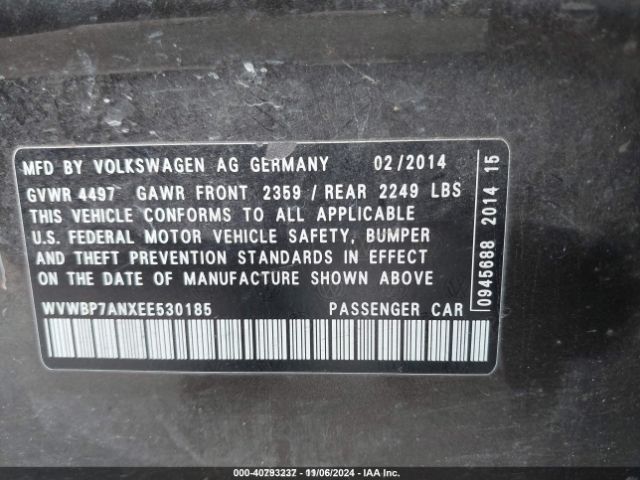 MFD BY VOLKSWAGEN AG GERMANY 02/2014
GVWR 4497 GAWR FRONT 2359 / REAR 2249 LBS
THIS VEHICLE CONFORMS TO ALL APPLICABLE
U.S. FEDERAL MOTOR VEHICLE SAFETY, BUMPER
AND THEFT PREVENTION STANDARDS IN EFFECT
ON THE DATE OF MANUFACTURE SHOWN ABOVE
WVWBP7ANXEE530185 PASSENGER CAR
0945688 2014 15
000-40793237 - 11/06/2024 - IAA Inc.